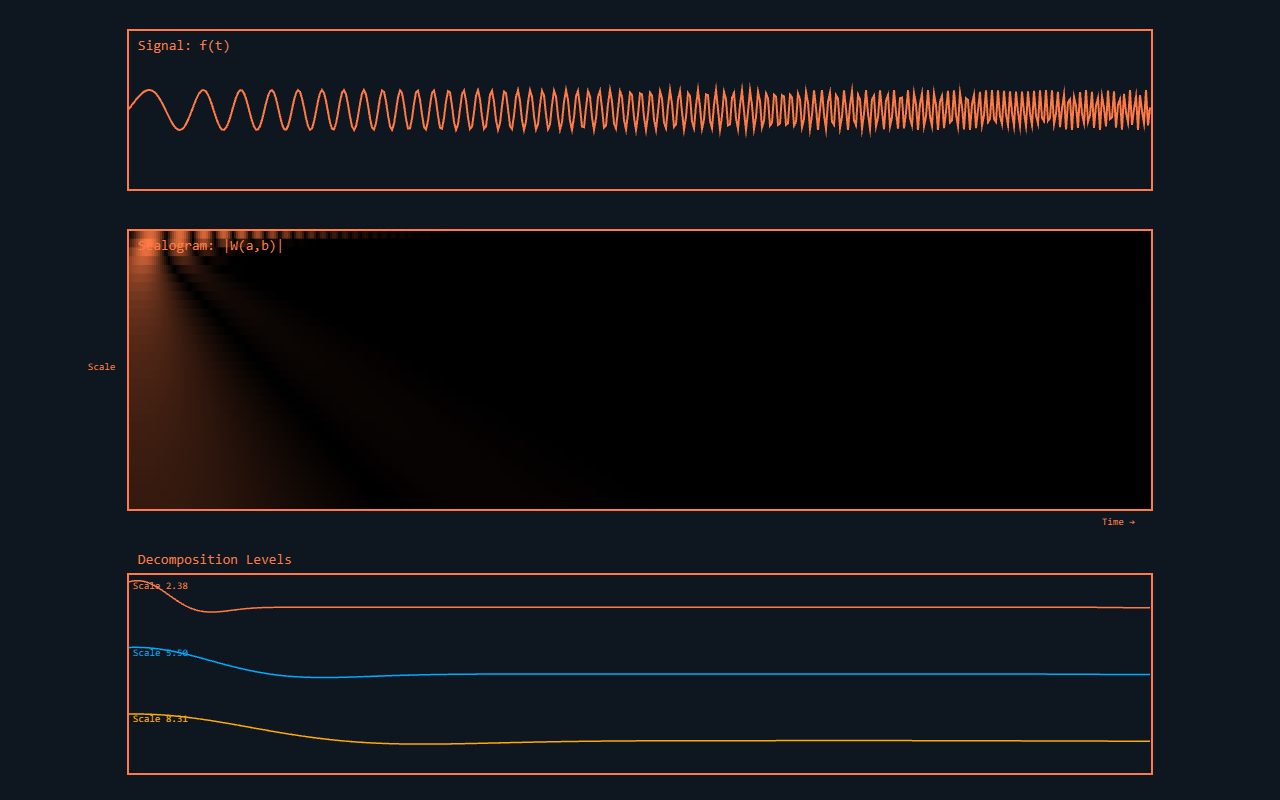 Signal: f(t)
Scalogram: |W(a,b)|
Scale
Time →
Decomposition Levels
Scale 2.38
Scale 5.50
Scale 8.31